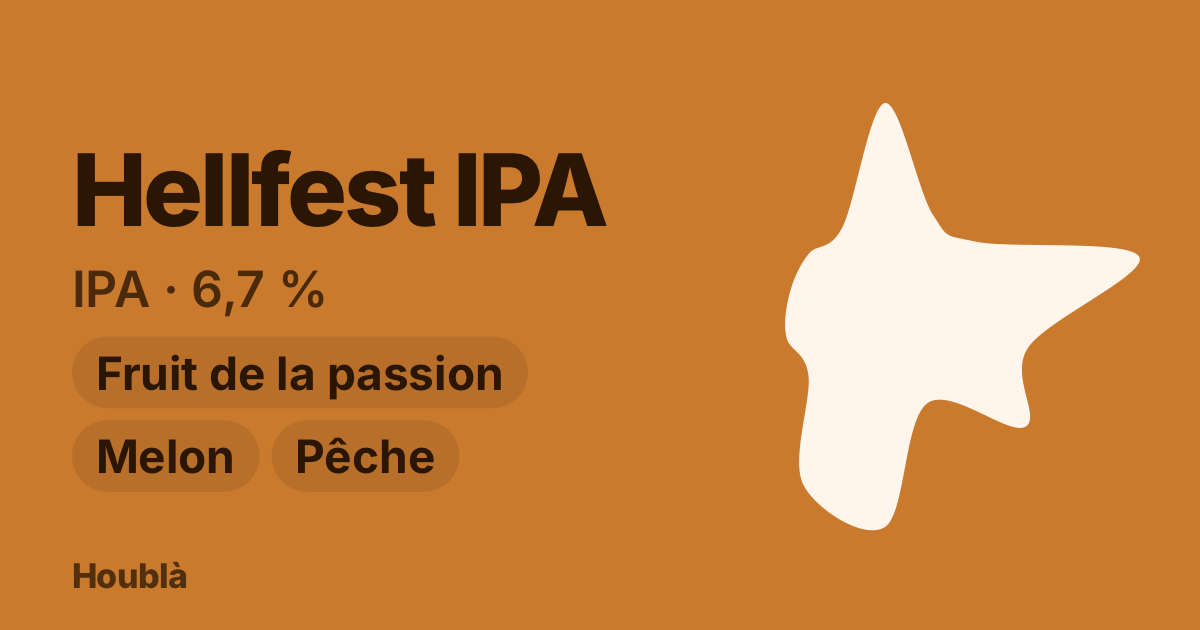 Hellfest IPA
IPA · 6,7 %
Fruit de la passion
Melon Pêche
Houblà